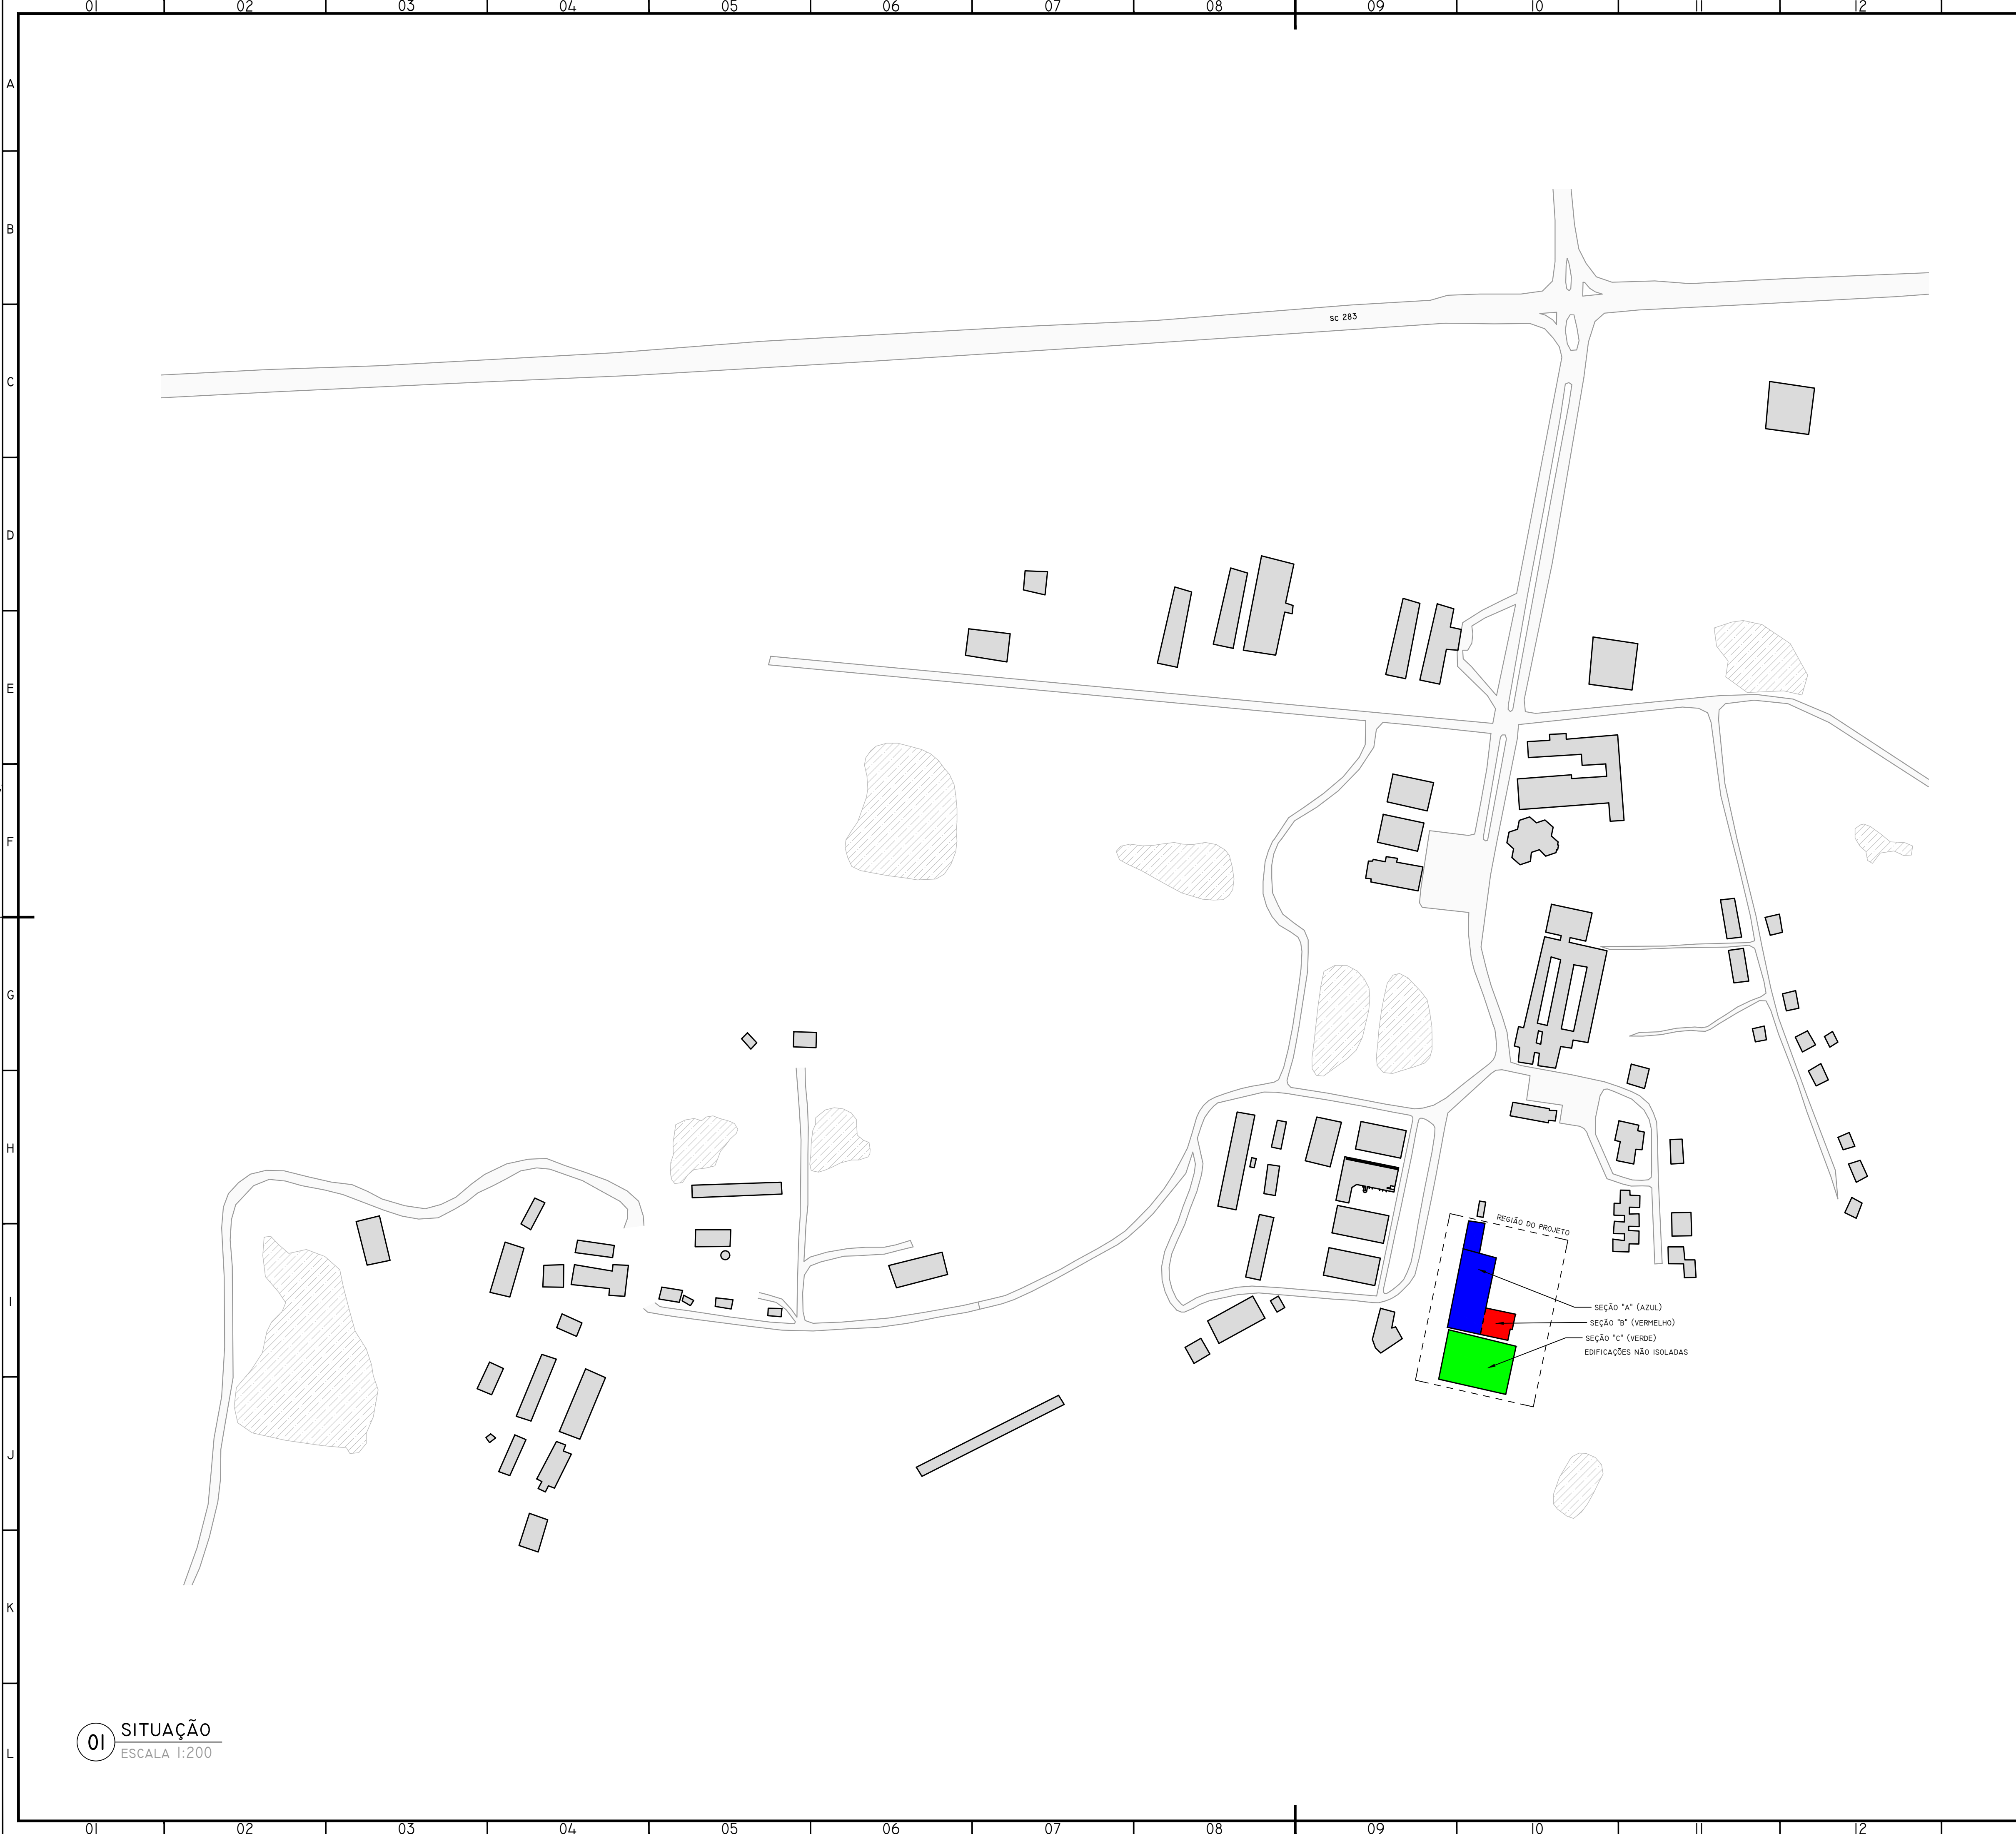 01 02 03 04 05 06 07 08 09 10 11 12
A
B
SC 283
C
D
E
F
G
H
REGIÃO DO PROJETO
I
SEÇÃO "A" (AZUL)
SEÇÃO "B" (VERMELHO)
SEÇÃO "C" (VERDE)
EDIFICAÇÕES NÃO ISOLADAS
J
K
L
01 SITUAÇÃO
ESCALA 1:200
01 02 03 04 05 06 07 08 09 10 11 12